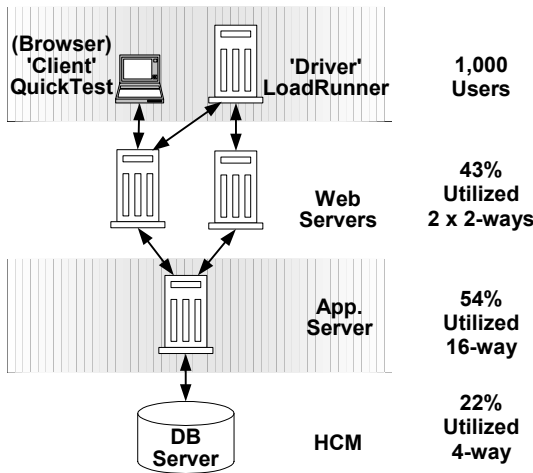 (Browser)
'Client'
QuickTest
'Driver'
LoadRunner
1,000
Users
Web
Servers
43%
Utilized
2 x 2-ways
App.
Server
54%
Utilized
16-way
DB
Server
HCM
22%
Utilized
4-way